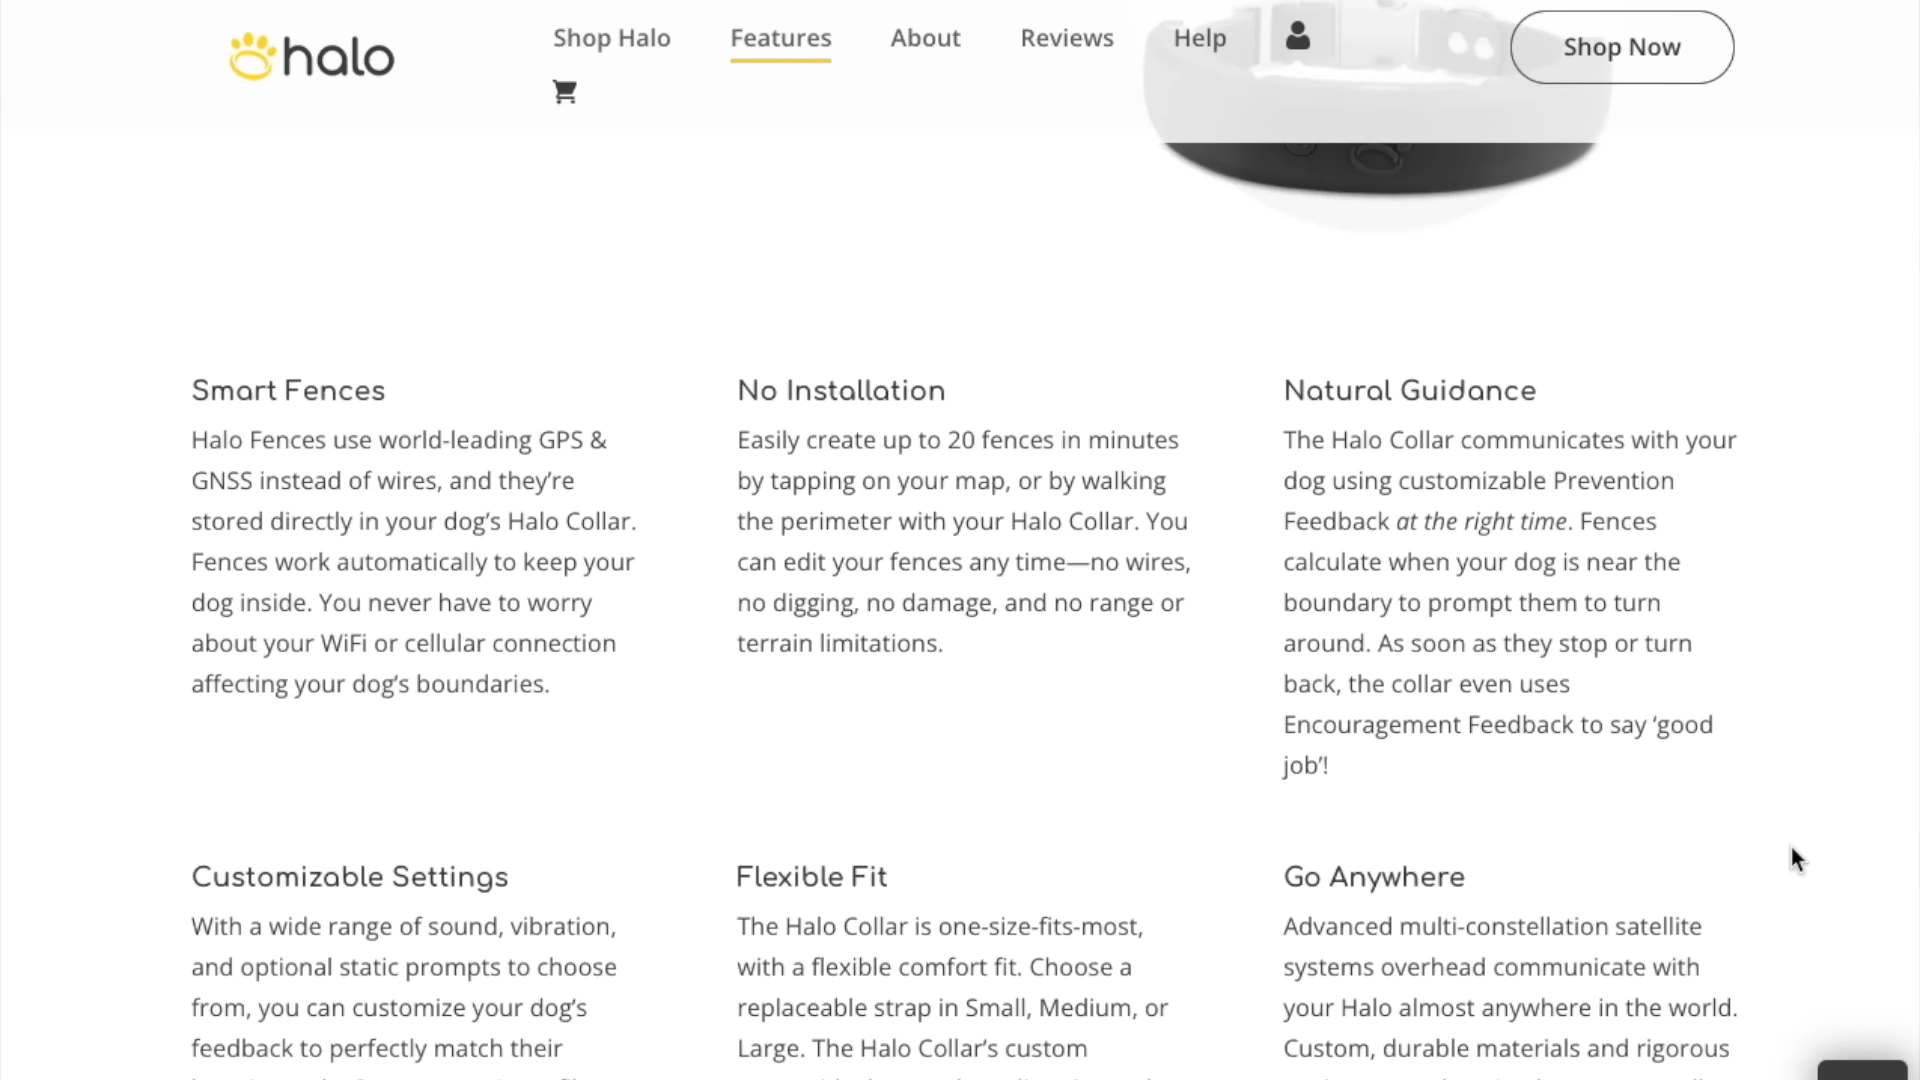 halo
Shop Halo
Features
About
Reviews
Help
Shop Now
Smart Fences
Halo Fences use world-leading GPS &
GNSS instead of wires, and they’re
stored directly in your dog’s Halo Collar.
Fences work automatically to keep your
dog inside. You never have to worry
about your WiFi or cellular connection
affecting your dog’s boundaries.
No Installation
Easily create up to 20 fences in minutes
by tapping on your map, or by walking
the perimeter with your Halo Collar. You
can edit your fences any time—no wires,
no digging, no damage, and no range or
terrain limitations.
Natural Guidance
The Halo Collar communicates with your
dog using customizable Prevention
Feedback at the right time. Fences
calculate when your dog is near the
boundary to prompt them to turn
around. As soon as they stop or turn
back, the collar even uses
Encouragement Feedback to say ‘good
job’!
Customizable Settings
With a wide range of sound, vibration,
and optional static prompts to choose
from, you can customize your dog’s
feedback to perfectly match their
Flexible Fit
The Halo Collar is one-size-fits-most,
with a flexible comfort fit. Choose a
replaceable strap in Small, Medium, or
Large. The Halo Collar’s custom
Go Anywhere
Advanced multi-constellation satellite
systems overhead communicate with
your Halo almost anywhere in the world.
Custom, durable materials and rigorous